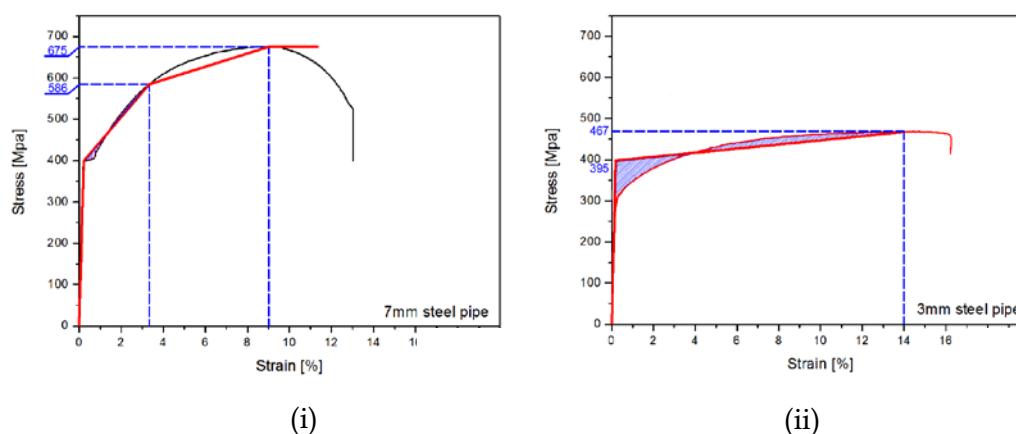 700
675
600
586
500
400
300
200
100
0
Stress [Mpa]
7mm steel pipe
0 2 4 6 8 10 12 14 16
Strain [%]
(i)
700
600
500
467
400
395
300
200
100
0
Stress [Mpa]
3mm steel pipe
0 2 4 6 8 10 12 14 16
Strain [%]
(ii)